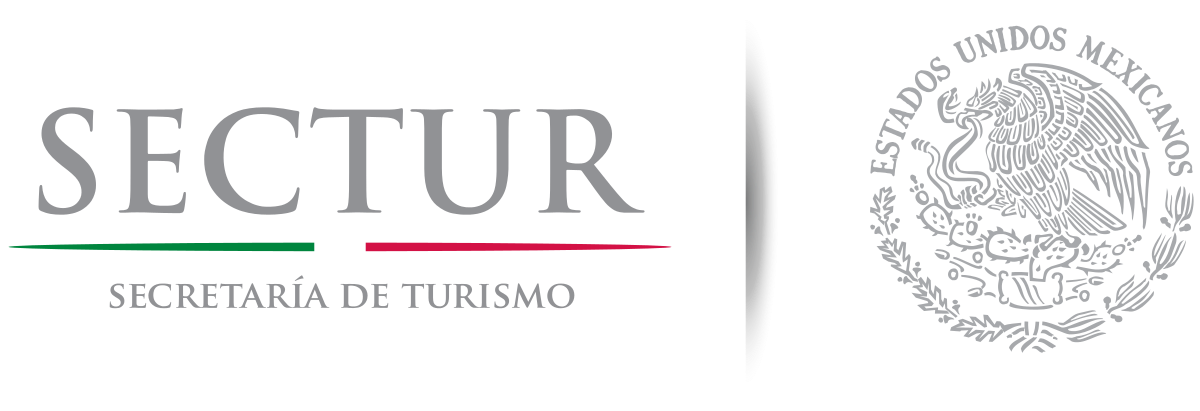 SECTUR
SECRETARÍA DE TURISMO
ESTADOS UNIDOS MEXICANOS